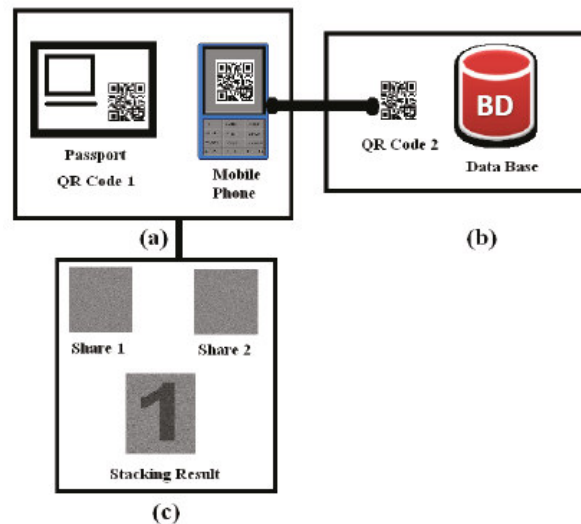 Passport
QR Code 1
Mobile
Phone
(a)
BD
QR Code 2
Data Base
(b)
Share 1
Share 2
1
Stacking Result
(c)